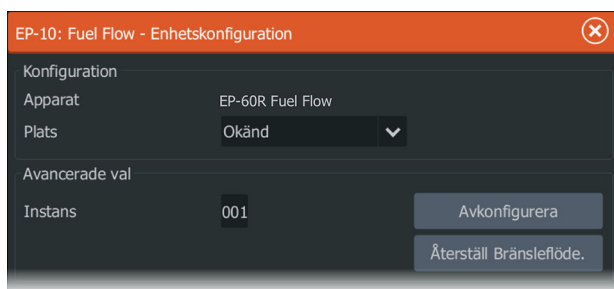 EP-10: Fuel Flow - Enhetskonfiguration
Konfiguration
Apparat EP-60R Fuel Flow
Plats Okänd
Avancerade val
Instans 001 Avkonfigurera
Återställ Bränsleflöde.